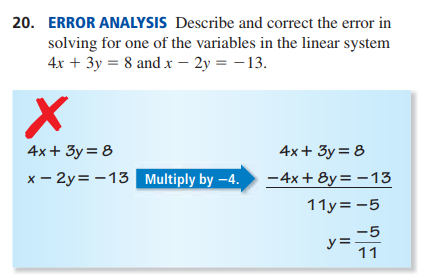 20. ERROR ANALYSIS Describe and correct the error in
solving for one of the variables in the linear system
4x + 3y = 8 and x − 2y = −13.
4x + 3y = 8
x − 2y = −13 Multiply by −4.
4x + 3y = 8
−4x + 8y = −13
11y = −5
y = −5/11